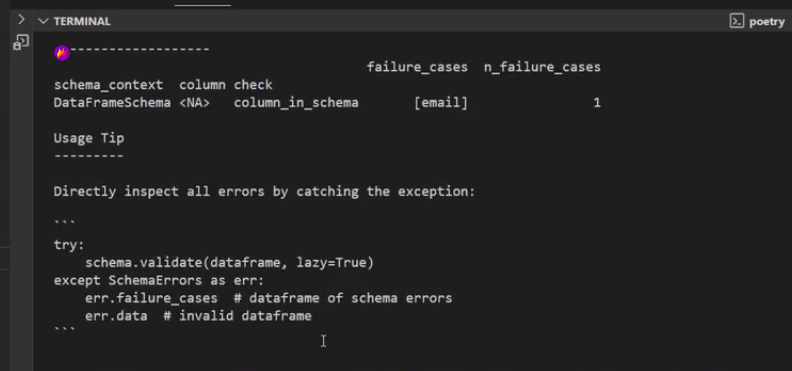 TERMINAL
poetry
------------------
failure_cases n_failure_cases
schema_context column check
DataFrameSchema <NA> column_in_schema [email] 1
Usage Tip
---------
Directly inspect all errors by catching the exception:
```
try:
    schema.validate(dataframe, lazy=True)
except SchemaErrors as err:
    err.failure_cases # dataframe of schema errors
    err.data # invalid dataframe
```